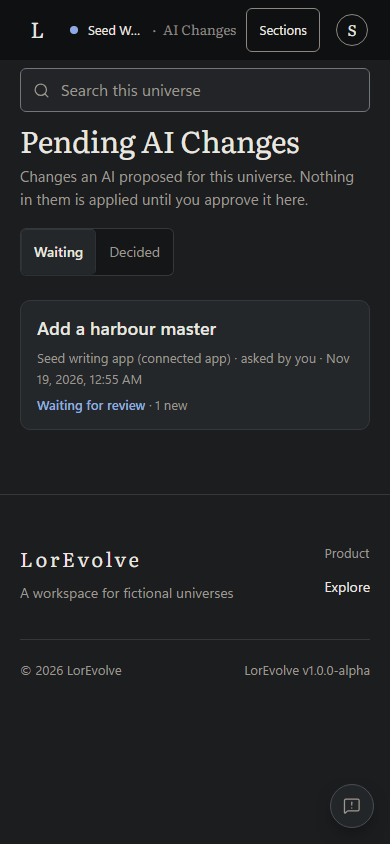 L
Seed W... · AI Changes
Sections
S
Search this universe
Pending AI Changes
Changes an AI proposed for this universe. Nothing
in them is applied until you approve it here.
Waiting
Decided
Add a harbour master
Seed writing app (connected app) · asked by you · Nov
19, 2026, 12:55 AM
Waiting for review · 1 new
LorEvolve
A workspace for fictional universes
Product
Explore
© 2026 LorEvolve
LorEvolve v1.0.0-alpha